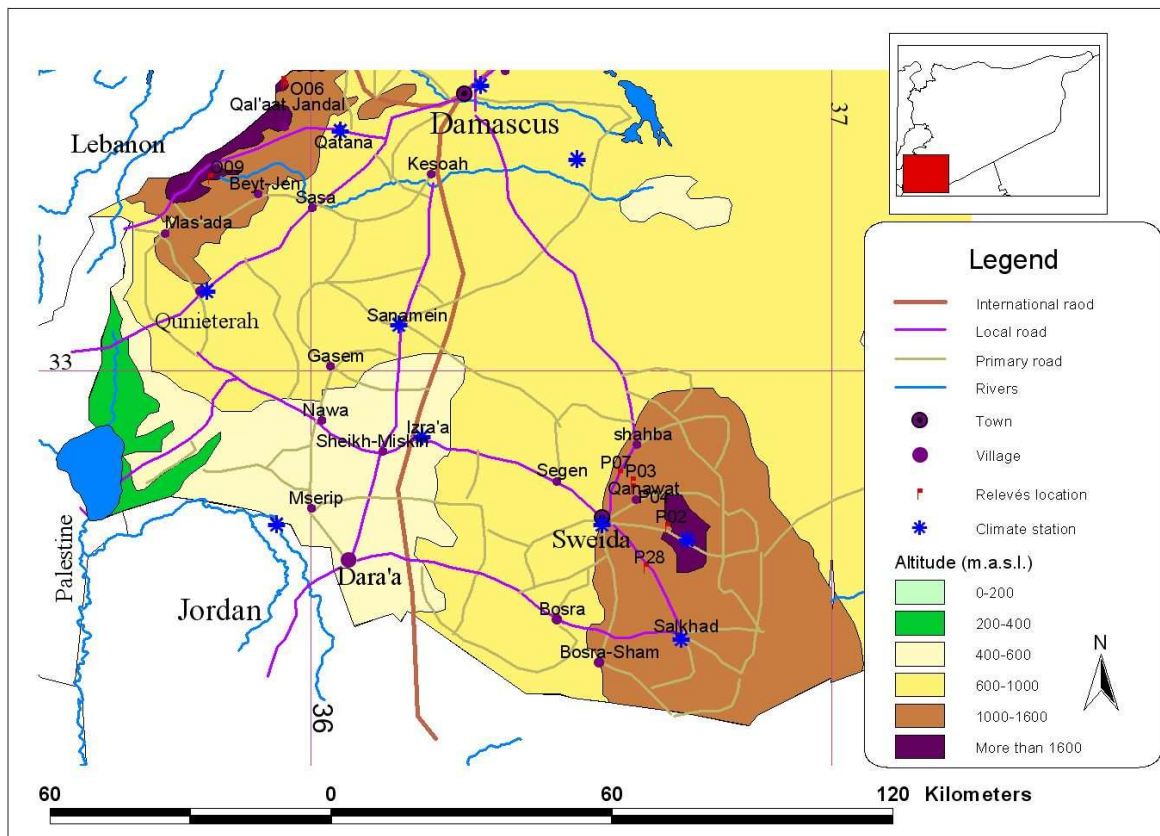 O06
Qal'aat Jandal
Damascus
37
Lebanon
Qatana
O09
Kesoah
Beyt-Jen
Sasa
Mas'ada
Qunieterah
Sanamein
33
Gasem
Nawa
Izra'a
Sheikh-Miskin
shahba
P07
P03
Segen
Qanawat
P04
Mserip
P02
Sweida
Palestine
Dara'a
P28
Jordan
Bosra
Salkhad
Bosra-Sham
36
Legend
International raod
Local road
Primary road
Rivers
Town
Village
Relevés location
Climate station
Altitude (m.a.s.l.)
0-200
200-400
400-600
600-1000
1000-1600
More than 1600
N
60 0 60 120 Kilometers